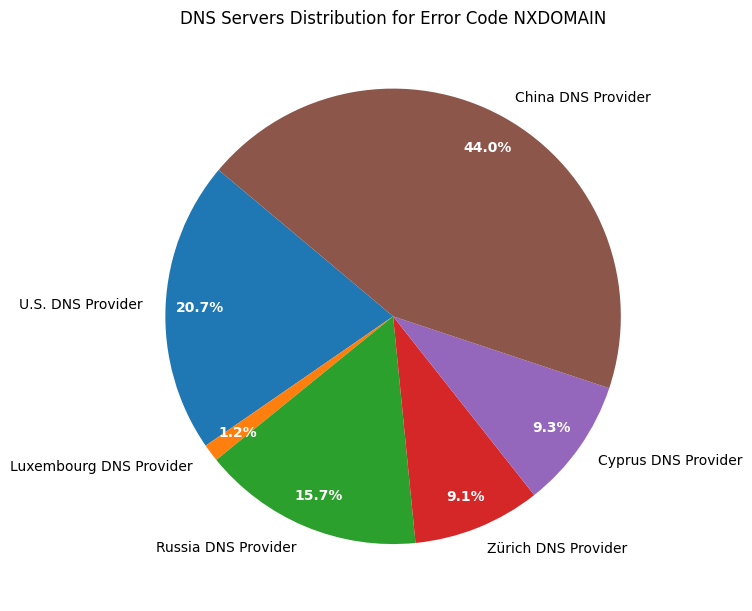 DNS Servers Distribution for Error Code NXDOMAIN
China DNS Provider
44.0%
U.S. DNS Provider
20.7%
Luxembourg DNS Provider
1.2%
Russia DNS Provider
15.7%
Zürich DNS Provider
9.1%
Cyprus DNS Provider
9.3%